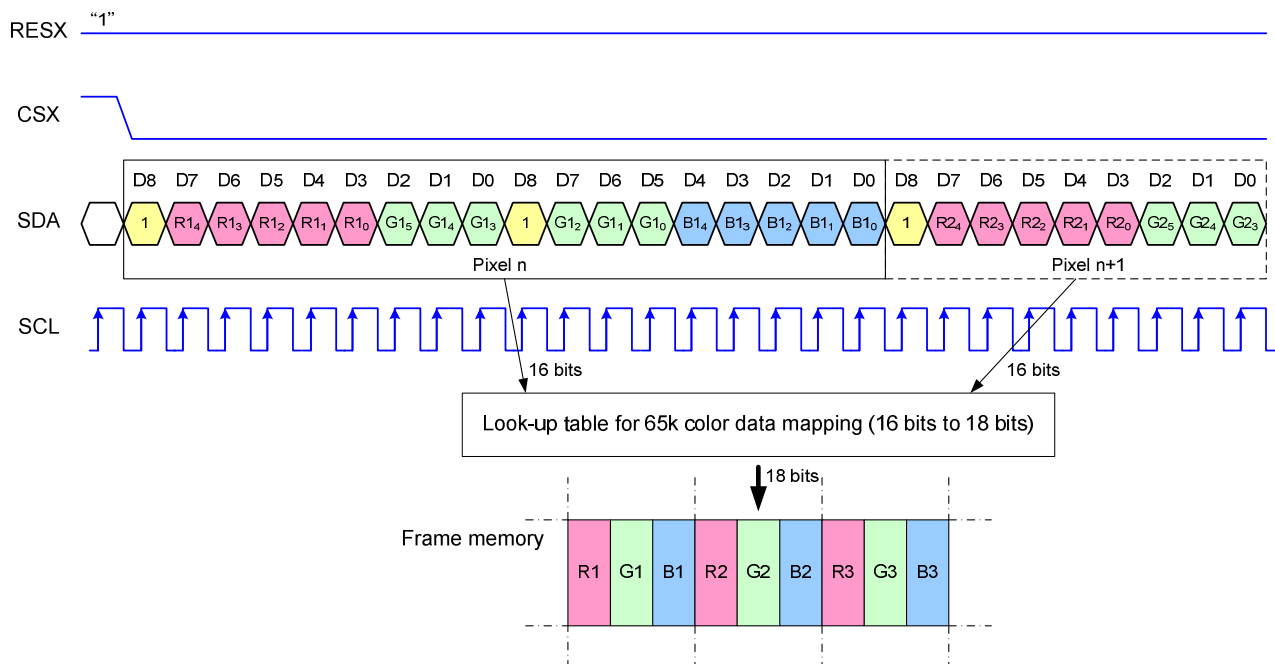 “1”
RESX
CSX
D8 D7 D6 D5 D4 D3 D2 D1 D0 D8 D7 D6 D5 D4 D3 D2 D1 D0 D8 D7 D6 D5 D4 D3 D2 D1 D0
SDA 1 R1₄ R1₃ R1₂ R1₁ R1₀ G1₅ G1₄ G1₃ 1 G1₂ G1₁ G1₀ B1₄ B1₃ B1₂ B1₁ B1₀ 1 R2₄ R2₃ R2₂ R2₁ R2₀ G2₅ G2₄ G2₃
Pixel n Pixel n+1
SCL
16 bits 16 bits
Look-up table for 65k color data mapping (16 bits to 18 bits)
18 bits
Frame memory
R1 G1 B1 R2 G2 B2 R3 G3 B3